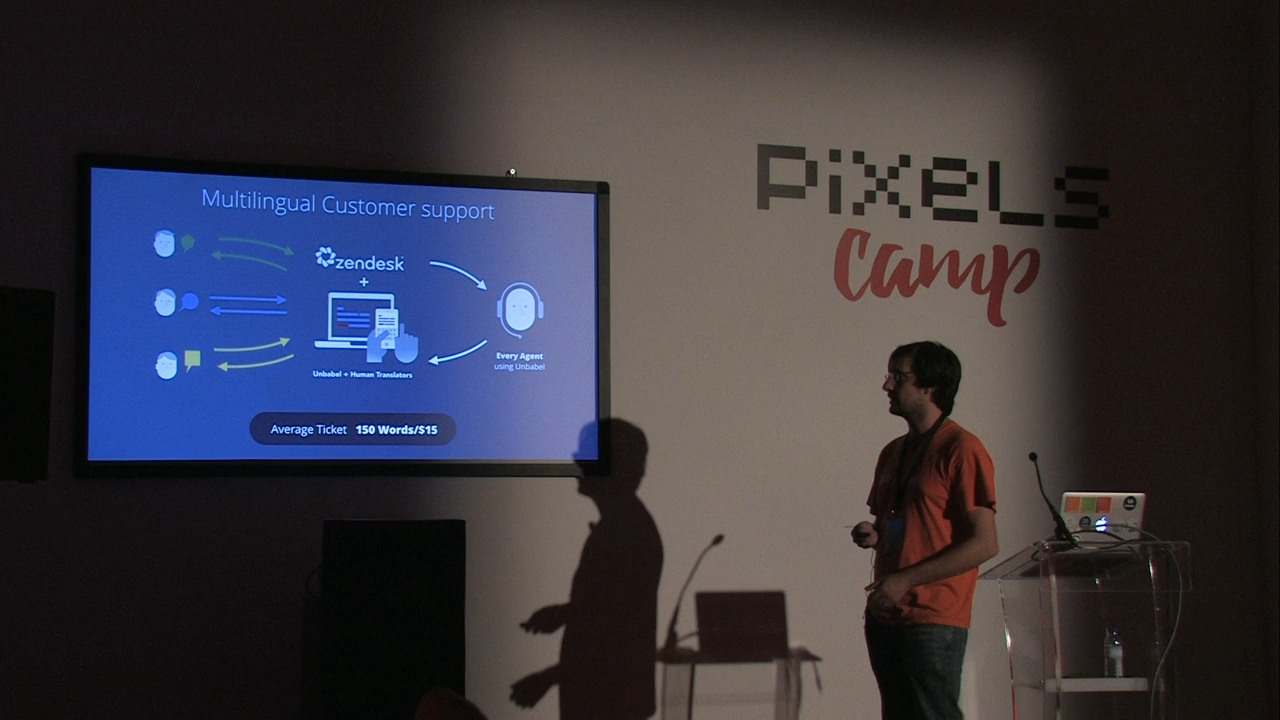 Multilingual Customer support
zendesk
+
Unbabel + Human Translators
Every Agent
using Unbabel
Average Ticket 150 Words/$15
PiXELS
camp